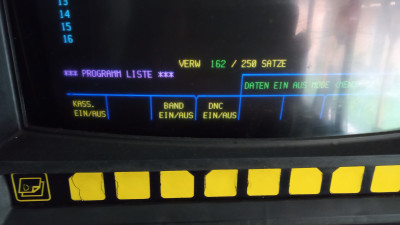 13
14
15
16
VERW 162 / 250 SATZE
*** PROGRAMM LISTE ***
DATEN EIN AUS MODE
KASS. BAND DNC
EIN/AUS EIN/AUS EIN/AUS